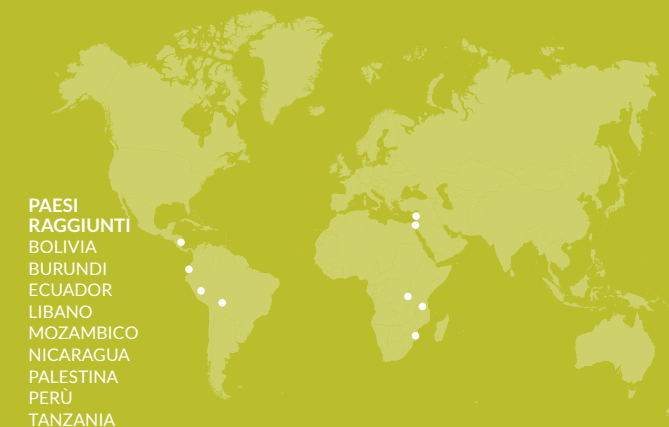 PAESI
RAGGIUNTI
BOLIVIA
BURUNDI
ECUADOR
LIBANO
MOZAMBICO
NICARAGUA
PALESTINA
PERÙ
TANZANIA